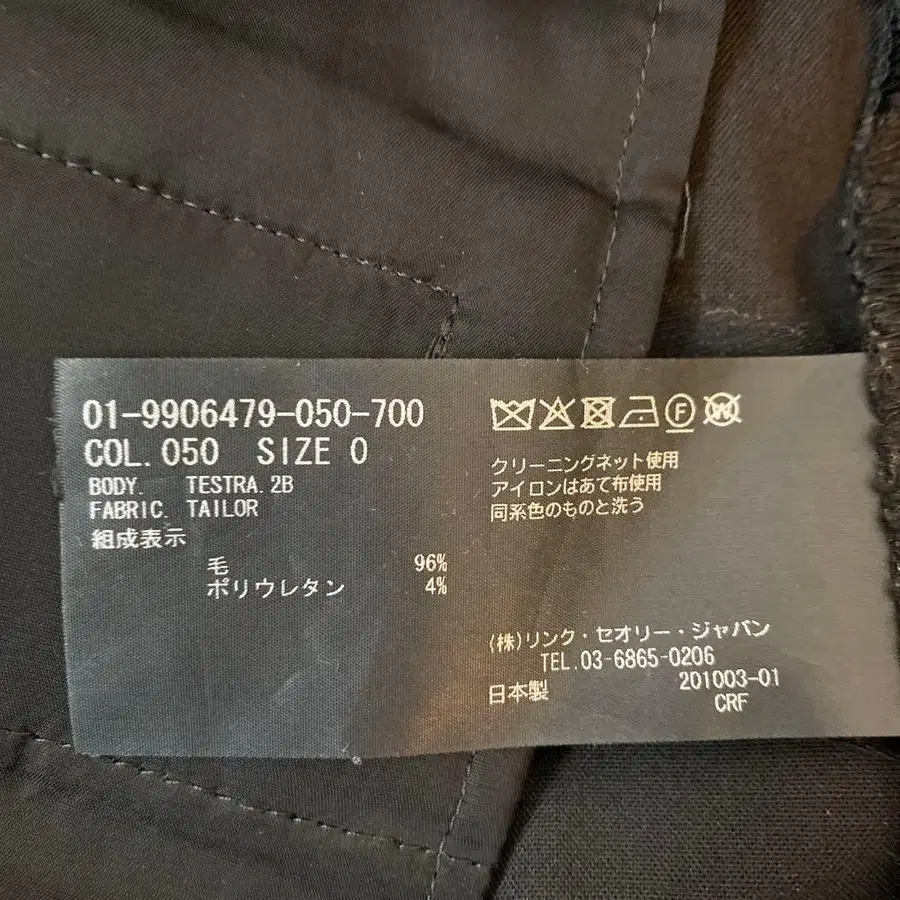 01-9906479-050-700
COL. 050 SIZE 0
BODY. TESTRA. 2B
FABRIC. TAILOR
組成表示
毛 96%
ポリウレタン 4%
F W
クリーニングネット使用
アイロンはあて布使用
同系色のものと洗う
(株)リンク・セオリー・ジャパン
TEL. 03-6865-0206
日本製 201003-01
CRF